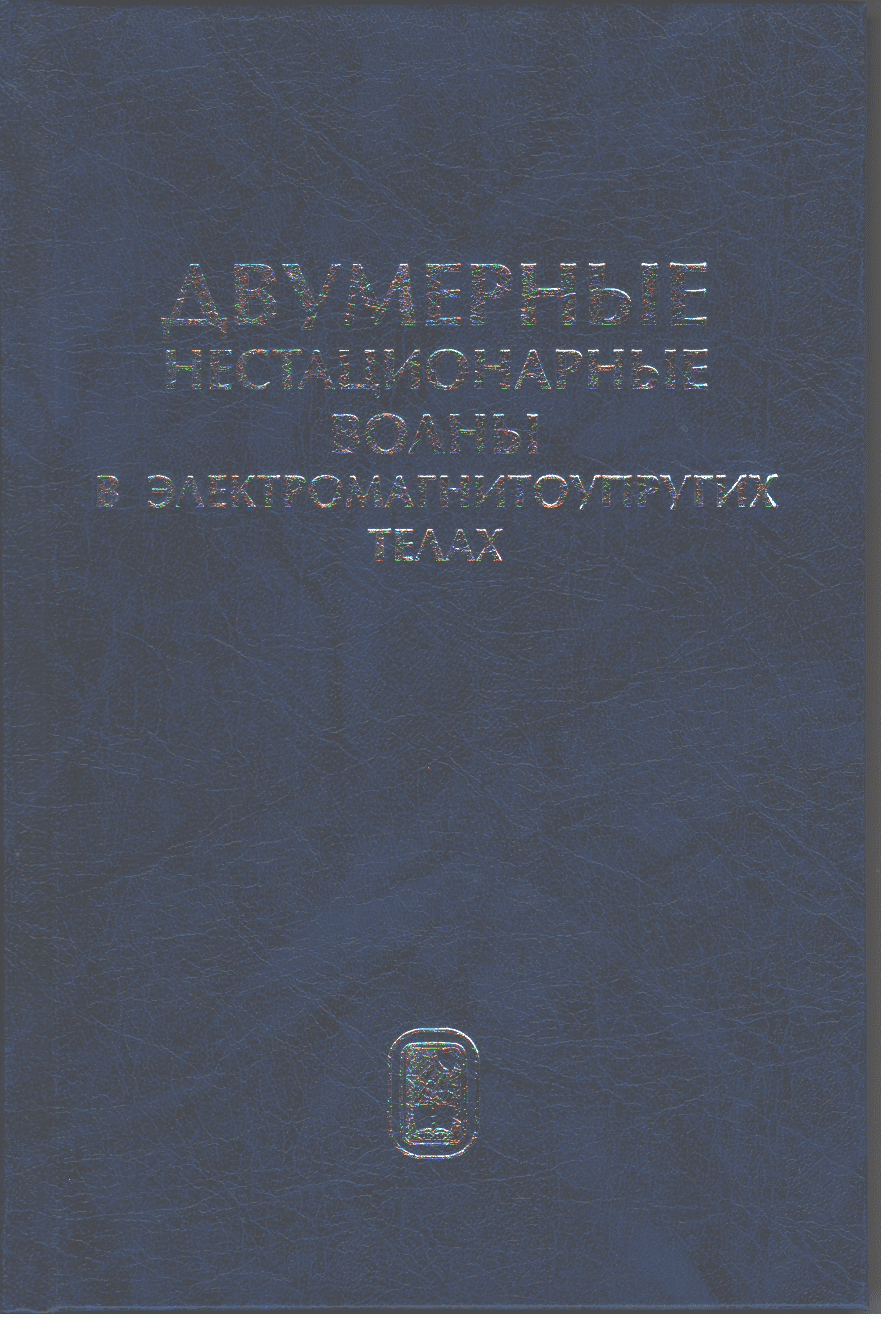 ДВУМЕРНЫЕ
НЕСТАЦИОНАРНЫЕ
ВОЛНЫ
В ЭЛЕКТРОМАГНИТОУПРУГИХ
ТЕЛАХ